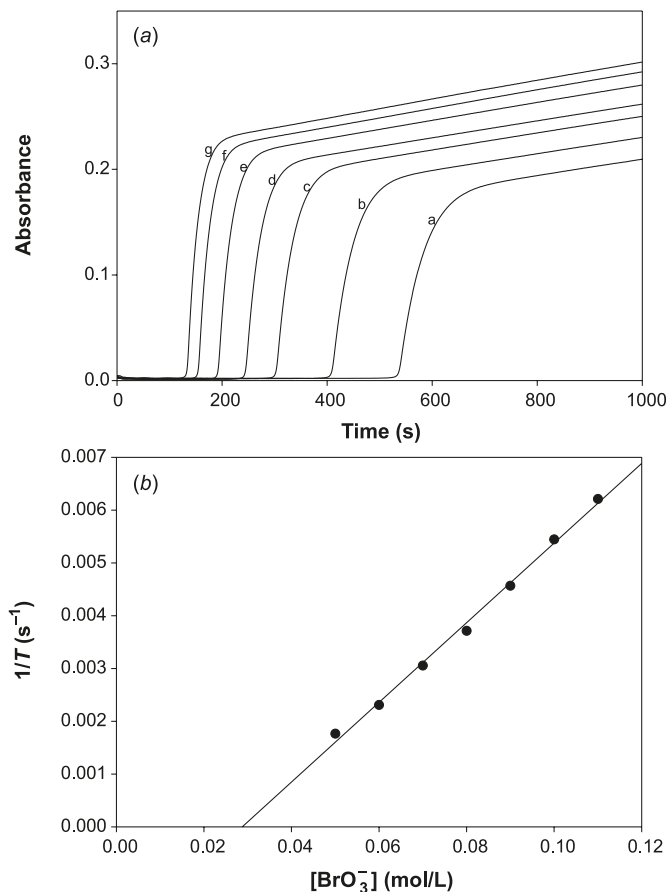 (a)
0.3
0.2
0.1
0.0
Absorbance
g
f
e
d
c
b
a
0
200
400
600
800
1000
Time (s)
(b)
0.007
0.006
0.005
0.004
0.003
0.002
0.001
0.000
1/T (s⁻¹)
0.00
0.02
0.04
0.06
0.08
0.10
0.12
[BrO₃⁻] (mol/L)